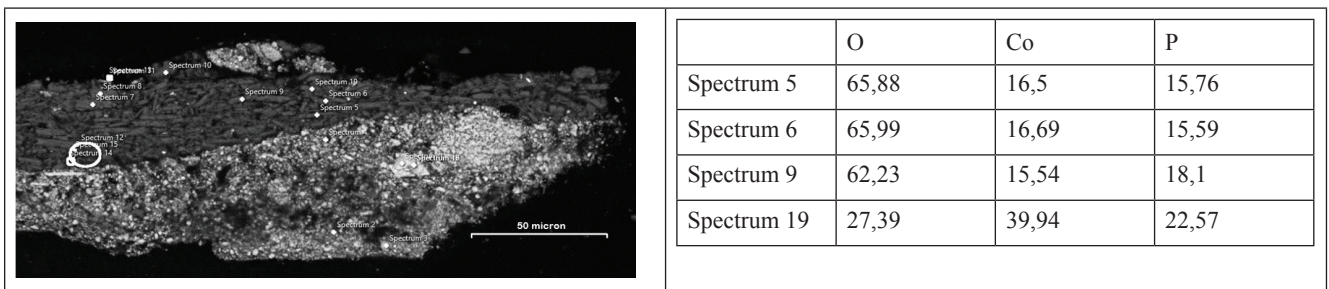 Spectrum 10
Spectrum 8
Spectrum 7
Spectrum 9
Spectrum 19
Spectrum 6
Spectrum 5
Spectrum
Spectrum 12
Spectrum 15
Spectrum 14
Spectrum 2
Spectrum 3
50 micron
O Co P
Spectrum 5 65,88 16,5 15,76
Spectrum 6 65,99 16,69 15,59
Spectrum 9 62,23 15,54 18,1
Spectrum 19 27,39 39,94 22,57